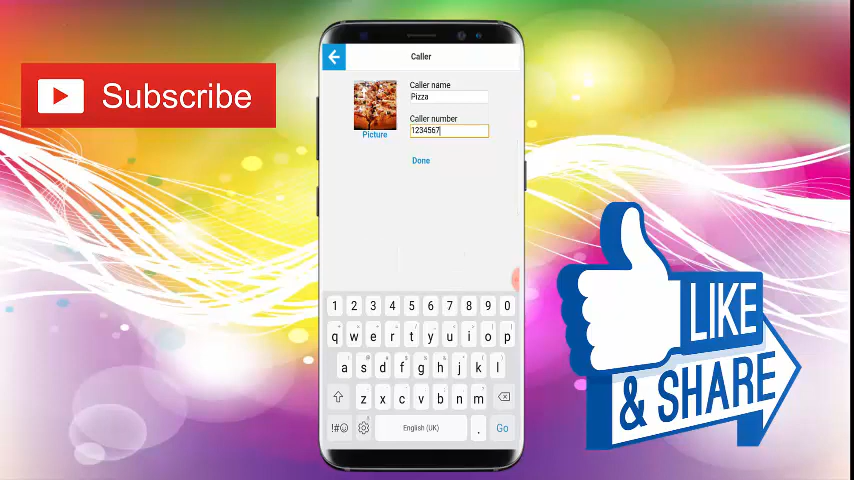 Subscribe
Caller
Caller name
Pizza
Picture
Caller number
1234567
Done
1 2 3 4 5 6 7 8 9 0
q w e r t y u i o p
a s d f g h j k l
z x c v b n m
!#☺ English (UK) . Go
LIKE
& SHARE